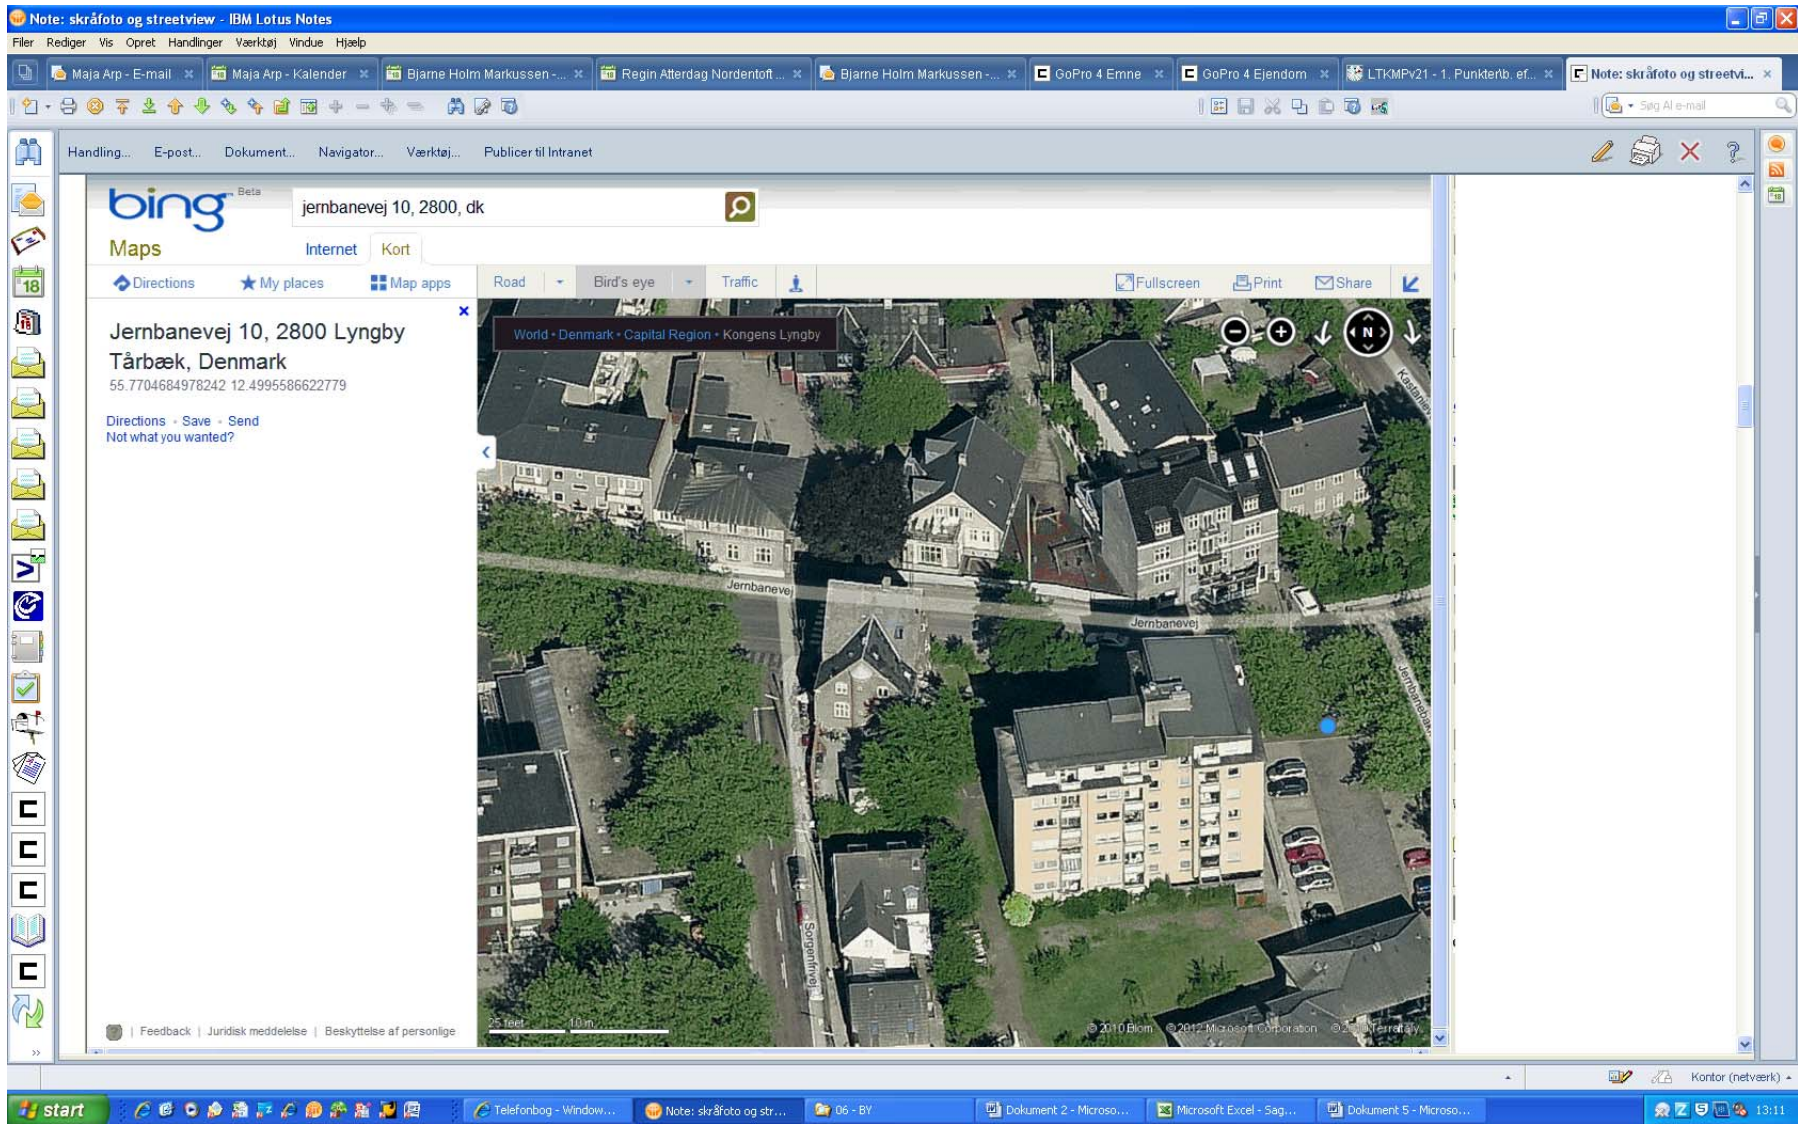 Note: skråfoto og streetview - IBM Lotus Notes
Filer Rediger Vis Opret Handlinger Værktøj Vindue Hjælp
Maja Arp - E-mail
Maja Arp - Kalender
Bjarne Holm Markussen -...
Regin Atterdag Nordentoft ...
Bjarne Holm Markussen -...
GoPro 4 Emne
GoPro 4 Ejendom
LTKMPv21 - 1. Punkter\b. ef...
Note: skråfoto og streetvi...
Søg Al e-mail
Handling... E-post... Dokument... Navigator... Værktøj... Publicer til Intranet
bing Beta
jernbanevej 10, 2800, dk
Maps
Internet Kort
Directions My places Map apps
Road Bird's eye Traffic
Fullscreen Print Share
Jernbanevej 10, 2800 Lyngby
Tårbæk, Denmark
55.7704684978242 12.4995586622779
Directions - Save - Send
Not what you wanted?
World • Denmark • Capital Region • Kongens Lyngby
N
Jernbanevej
Jernbanevej
Sorgenfrivej
25 feet 10 m
© 2010 Blom © 2012 Microsoft Corporation
| Feedback | Juridisk meddelelse | Beskyttelse af personlige
18
Kontor (netværk)
start
Telefonbog - Window...
Note: skråfoto og str...
06 - BY
Dokument 2 - Microso...
Microsoft Excel - Sag...
Dokument 5 - Microso...
13:11